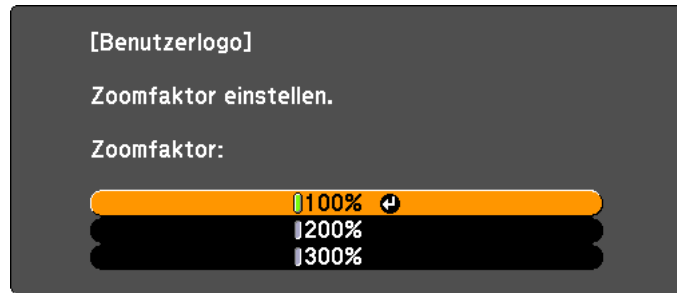 [Benutzerlogo]
Zoomfaktor einstellen.
Zoomfaktor:
100%
200%
300%